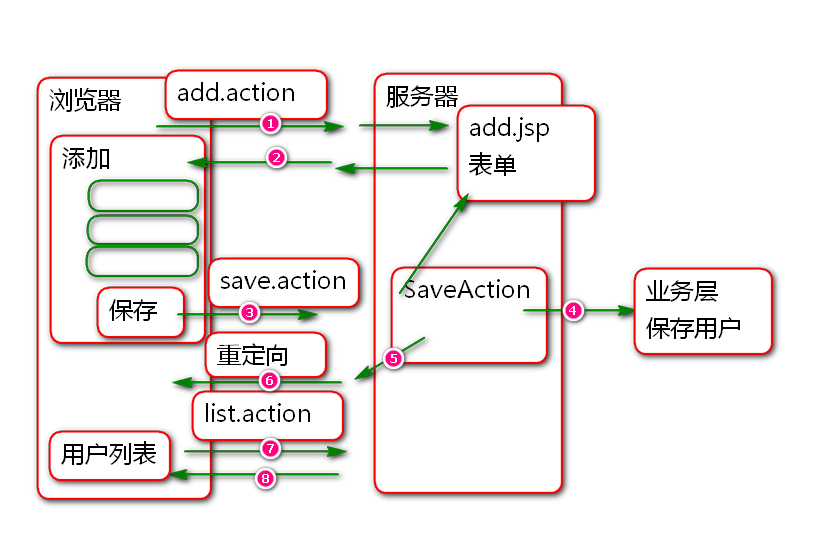 浏览器
add.action
服务器
1
add.jsp
表单
添加
2
save.action
SaveAction
业务层
保存用户
保存
3
4
重定向
5
6
list.action
用户列表
7
8